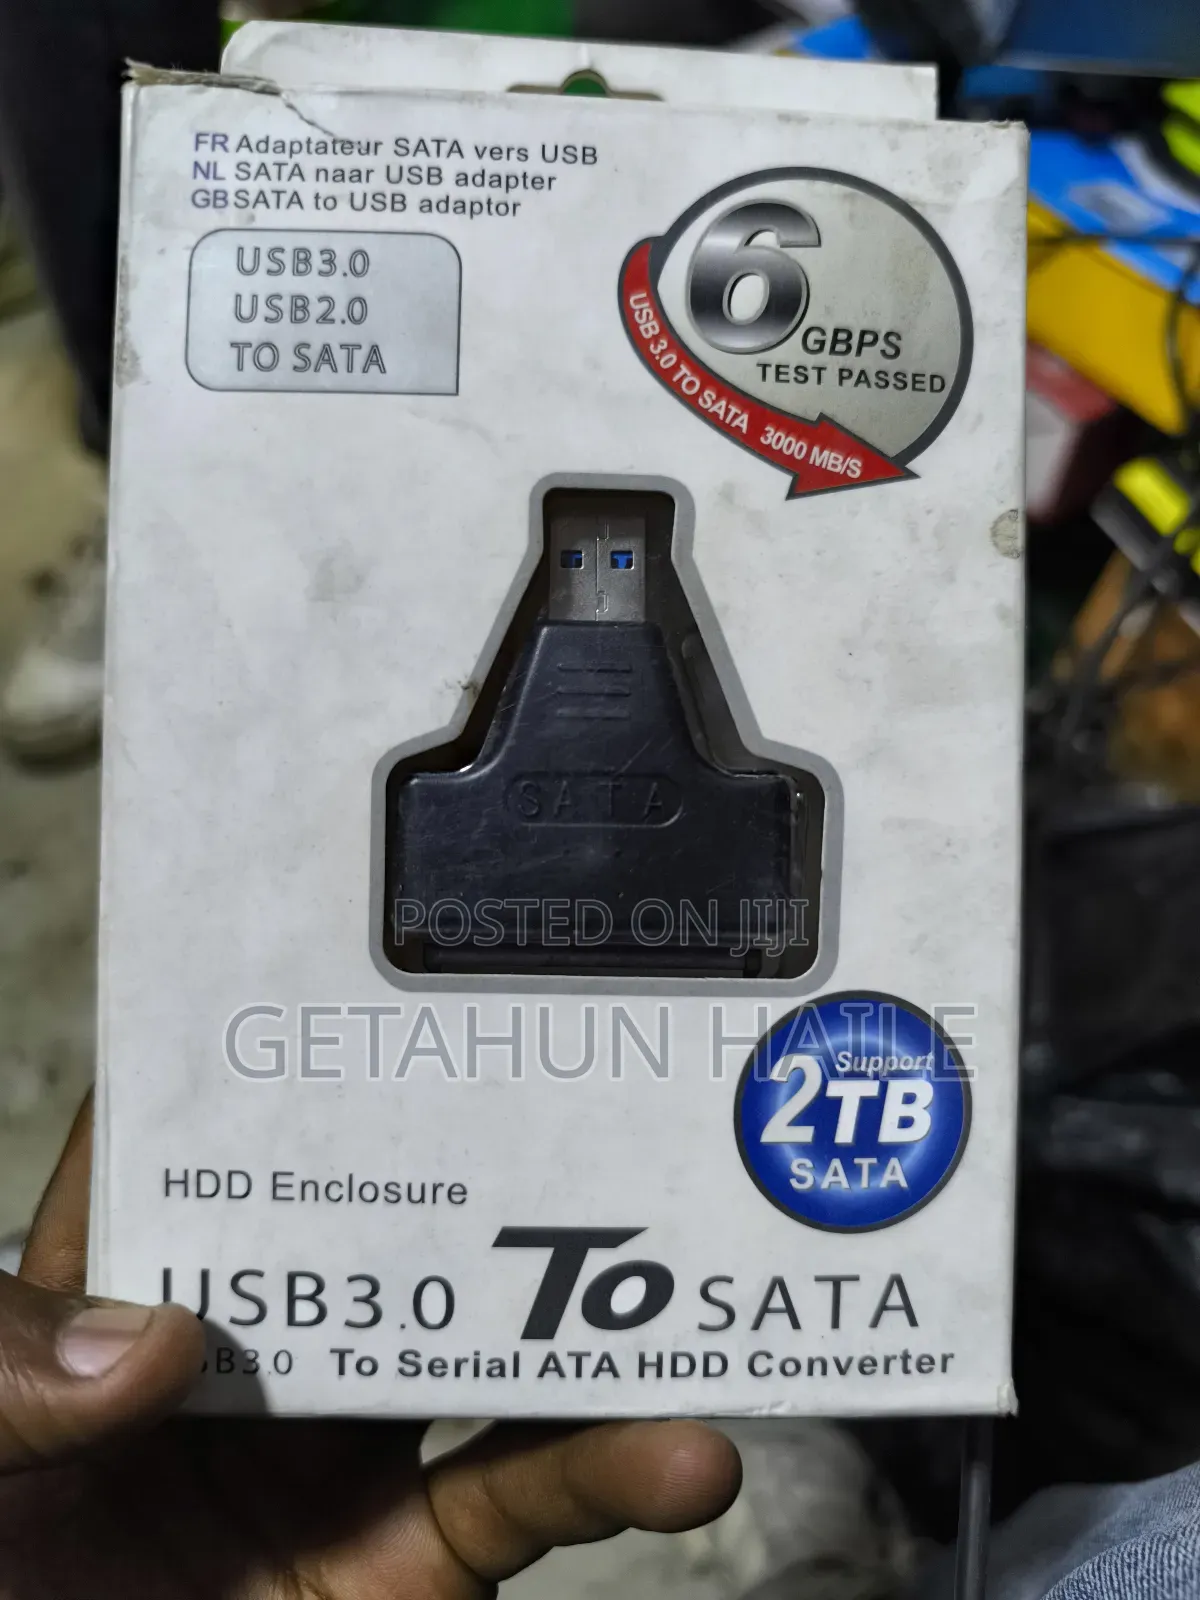 FR Adaptateur SATA vers USB
NL SATA naar USB adapter
GB SATA to USB adaptor
USB3.0
USB2.0
TO SATA
6
GBPS
TEST PASSED
USB 3.0 TO SATA 3000 MB/S
SATA
POSTED ON JIJI
GETAHUN HAILE
Support
2TB
SATA
HDD Enclosure
USB3.0 To SATA
USB3.0 To Serial ATA HDD Converter